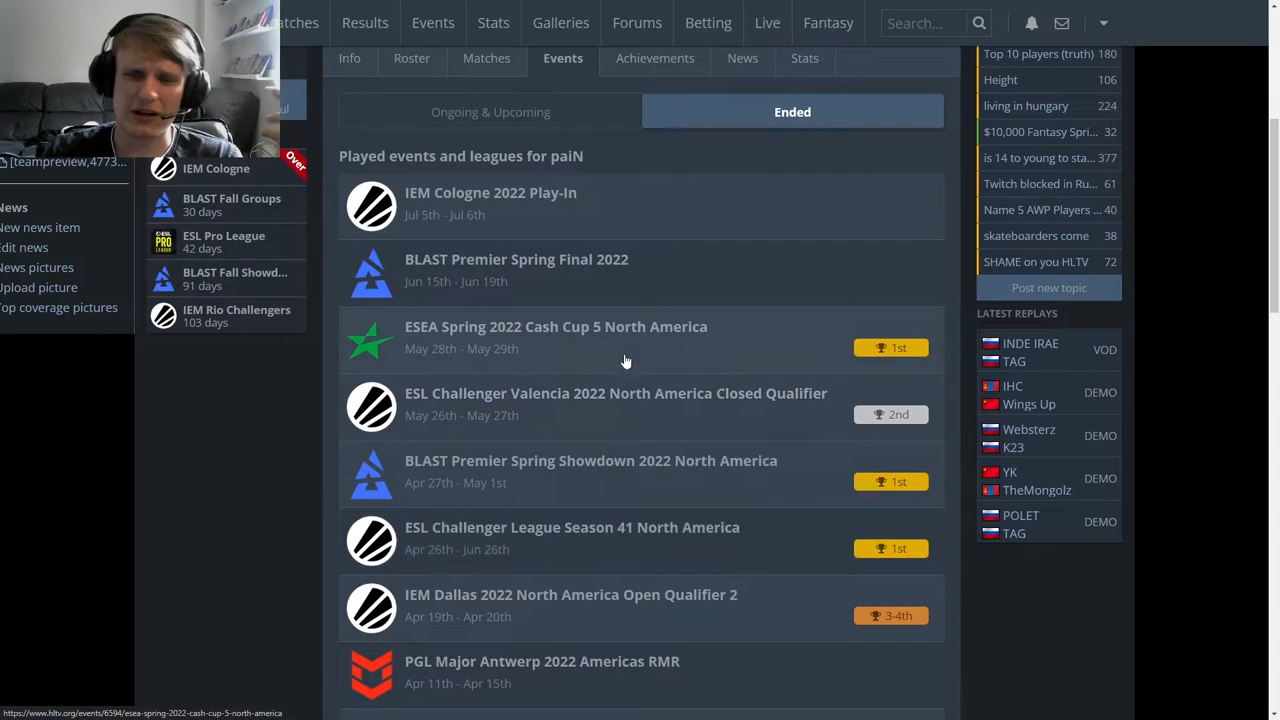 atches
Results
Events
Stats
Galleries
Forums
Betting
Live
Fantasy
Search...
Info
Roster
Matches
Events
Achievements
News
Stats
Ongoing & Upcoming
Ended
Played events and leagues for paiN
IEM Cologne 2022 Play-In
Jul 5th - Jul 6th
BLAST Premier Spring Final 2022
Jun 15th - Jun 19th
ESEA Spring 2022 Cash Cup 5 North America
May 28th - May 29th
1st
ESL Challenger Valencia 2022 North America Closed Qualifier
May 26th - May 27th
2nd
BLAST Premier Spring Showdown 2022 North America
Apr 27th - May 1st
1st
ESL Challenger League Season 41 North America
Apr 26th - Jun 26th
1st
IEM Dallas 2022 North America Open Qualifier 2
Apr 19th - Apr 20th
3-4th
PGL Major Antwerp 2022 Americas RMR
Apr 11th - Apr 15th
ul
[teampreview,4773...
News
New news item
Edit news
News pictures
Upload picture
Top coverage pictures
IEM Cologne
Over
BLAST Fall Groups
30 days
ESL Pro League
42 days
BLAST Fall Showd...
91 days
IEM Rio Challengers
103 days
Top 10 players (truth) 180
Height 106
living in hungary 224
$10,000 Fantasy Spri... 32
is 14 to young to sta... 377
Twitch blocked in Ru... 61
Name 5 AWP Players ... 40
skateboarders come 38
SHAME on you HLTV 72
Post new topic
LATEST REPLAYS
INDE IRAE
TAG
VOD
IHC
Wings Up
DEMO
Websterz
K23
DEMO
YK
TheMongolz
DEMO
POLET
TAG
DEMO
https://www.hltv.org/events/6594/esea-spring-2022-cash-cup-5-north-america